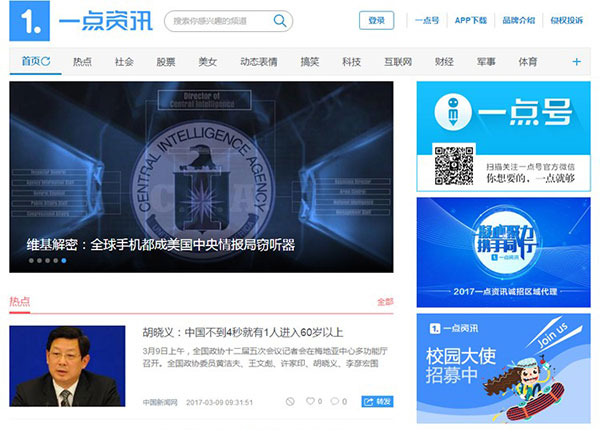 1.
一点资讯
搜索你感兴趣的频道
登录
一点号
APP下载
品牌介绍
侵权投诉
首页
热点
社会
股票
美女
动态表情
搞笑
科技
互联网
财经
军事
体育
+
Director of
Central Intelligence
CENTRAL INTELLIGENCE AGENCY
维基解密：全球手机都成美国中央情报局窃听器
一点号
扫描关注一点号官方微信
你想要的，一点就够
凝心聚力
携手同行
1.一点资讯
2017一点资讯诚招区域代理
热点
全部
胡晓义：中国不到4秒就有1人进入60岁以上
3月9日上午，全国政协十二届五次会议记者会在梅地亚中心多功能厅
召开。全国政协委员黄洁夫、王文彪、许家印、胡晓义、李彦宏围
中国新闻网
2017-03-09 09:31:51
0
0
转发
1.
一点资讯
Join us
校园大使
招募中